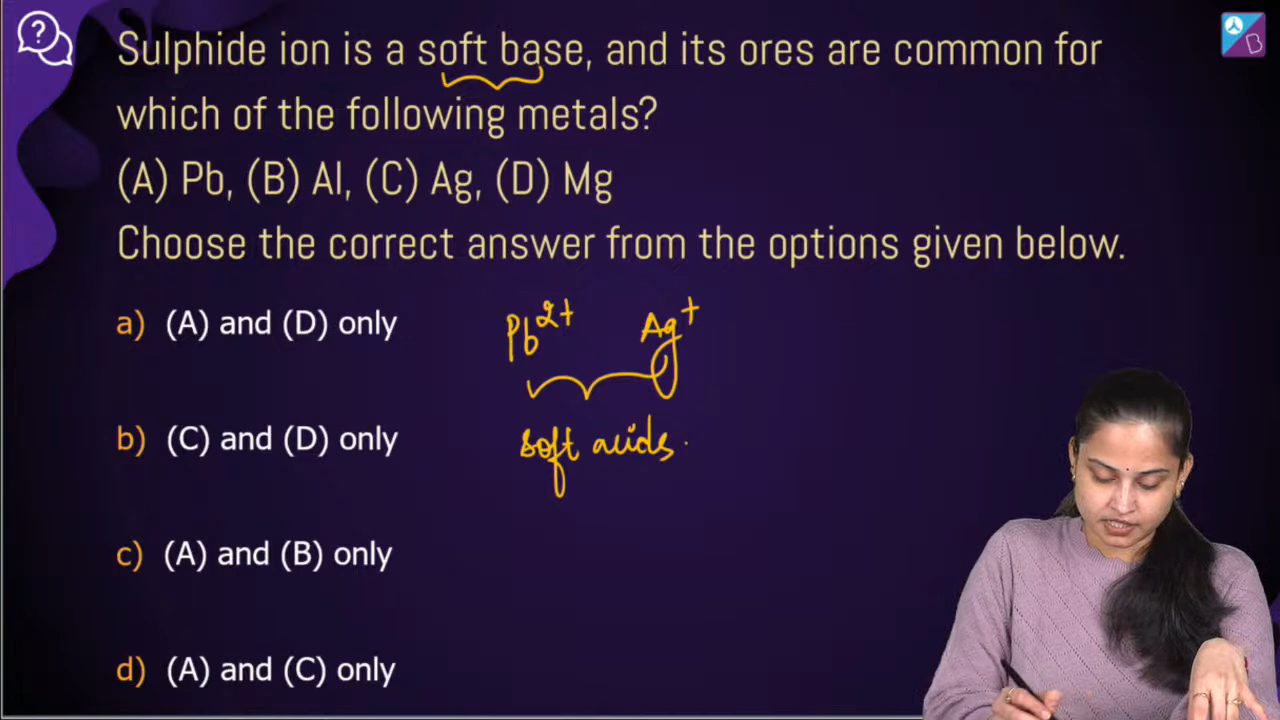 Sulphide ion is a soft base, and its ores are common for
which of the following metals?
(A) Pb, (B) Al, (C) Ag, (D) Mg
Choose the correct answer from the options given below.
a) (A) and (D) only
Pb2+ Ag+
b) (C) and (D) only
soft acids.
c) (A) and (B) only
d) (A) and (C) only
B